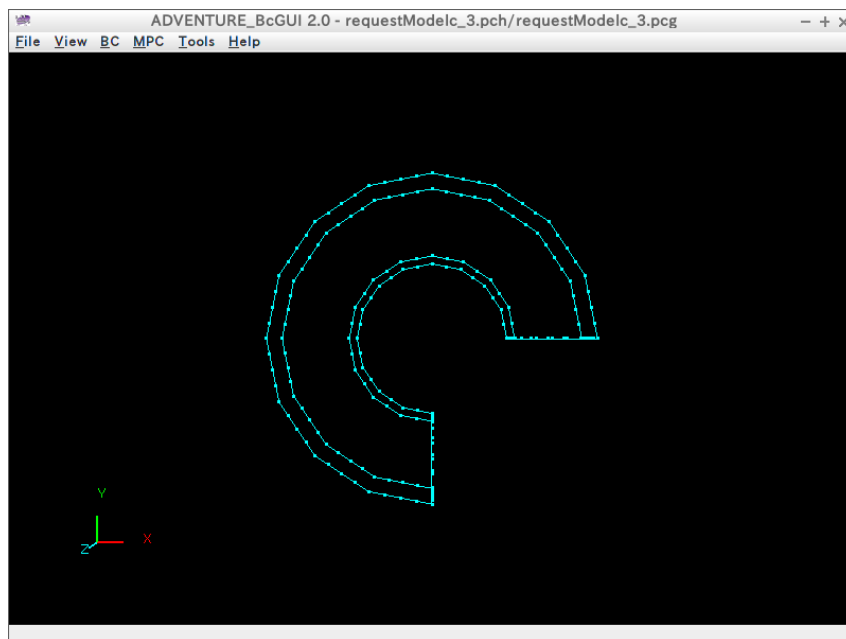 ADVENTURE_BcGUI 2.0 - requestModelc_3.pch/requestModelc_3.pcg
File View BC MPC Tools Help
Y
X
Z